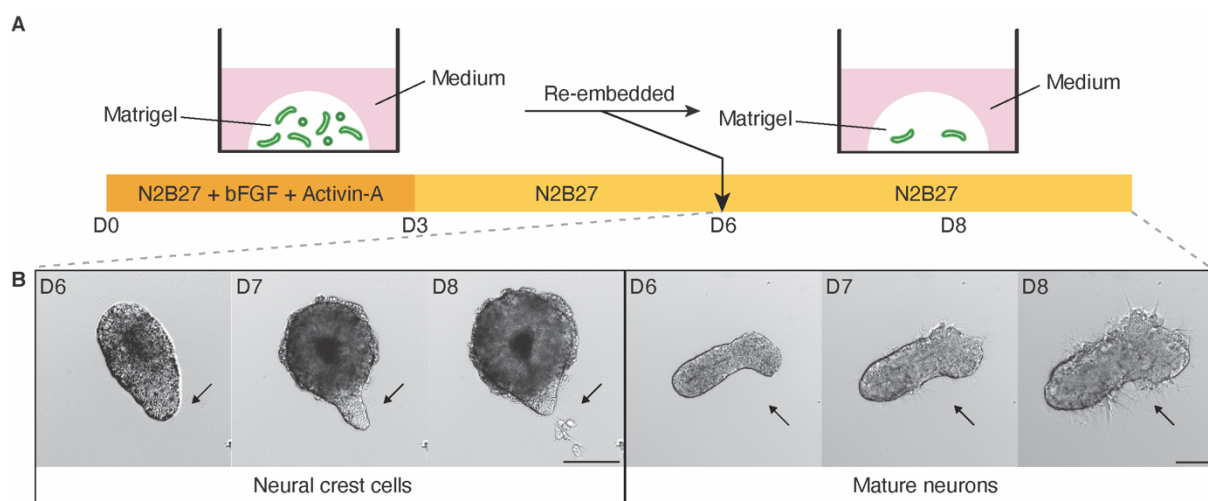 A
Medium
Matrigel
Re-embedded
Medium
Matrigel
N2B27 + bFGF + Activin-A
N2B27
N2B27
D0
D3
D6
D8
B
D6
D7
D8
D6
D7
D8
Neural crest cells
Mature neurons